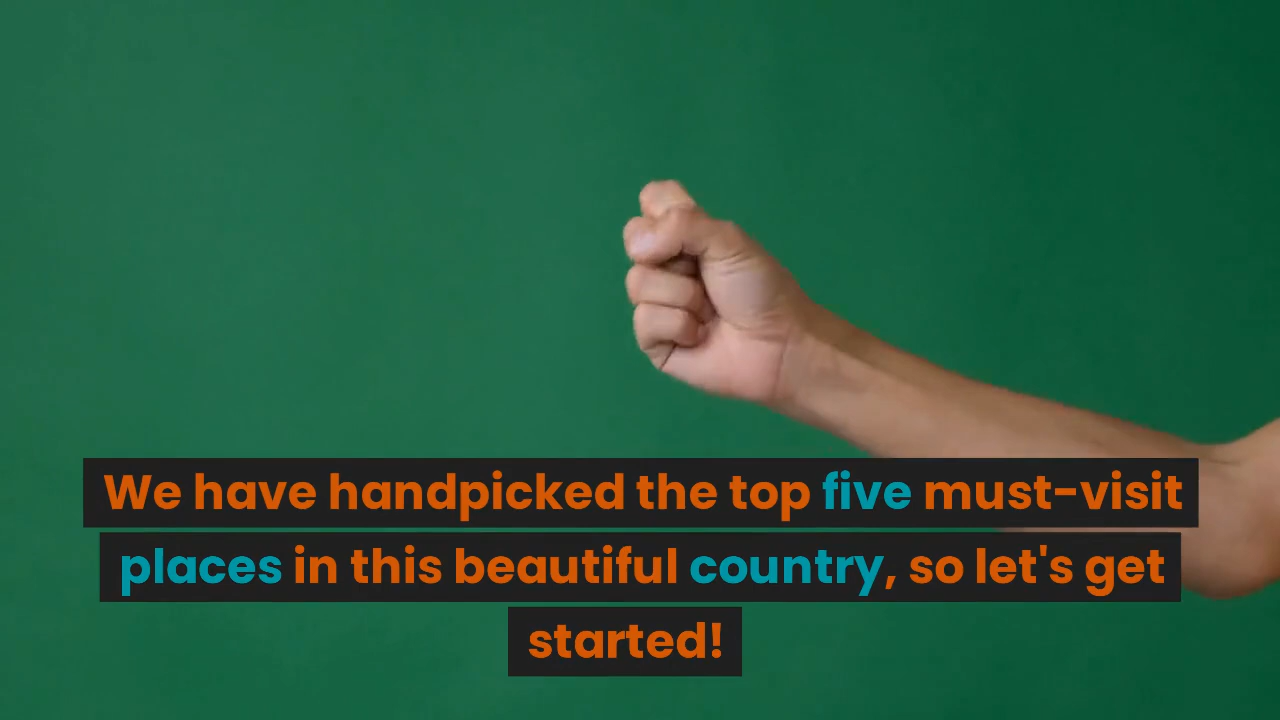 We have handpicked the top five must-visit
places in this beautiful country, so let's get
started!